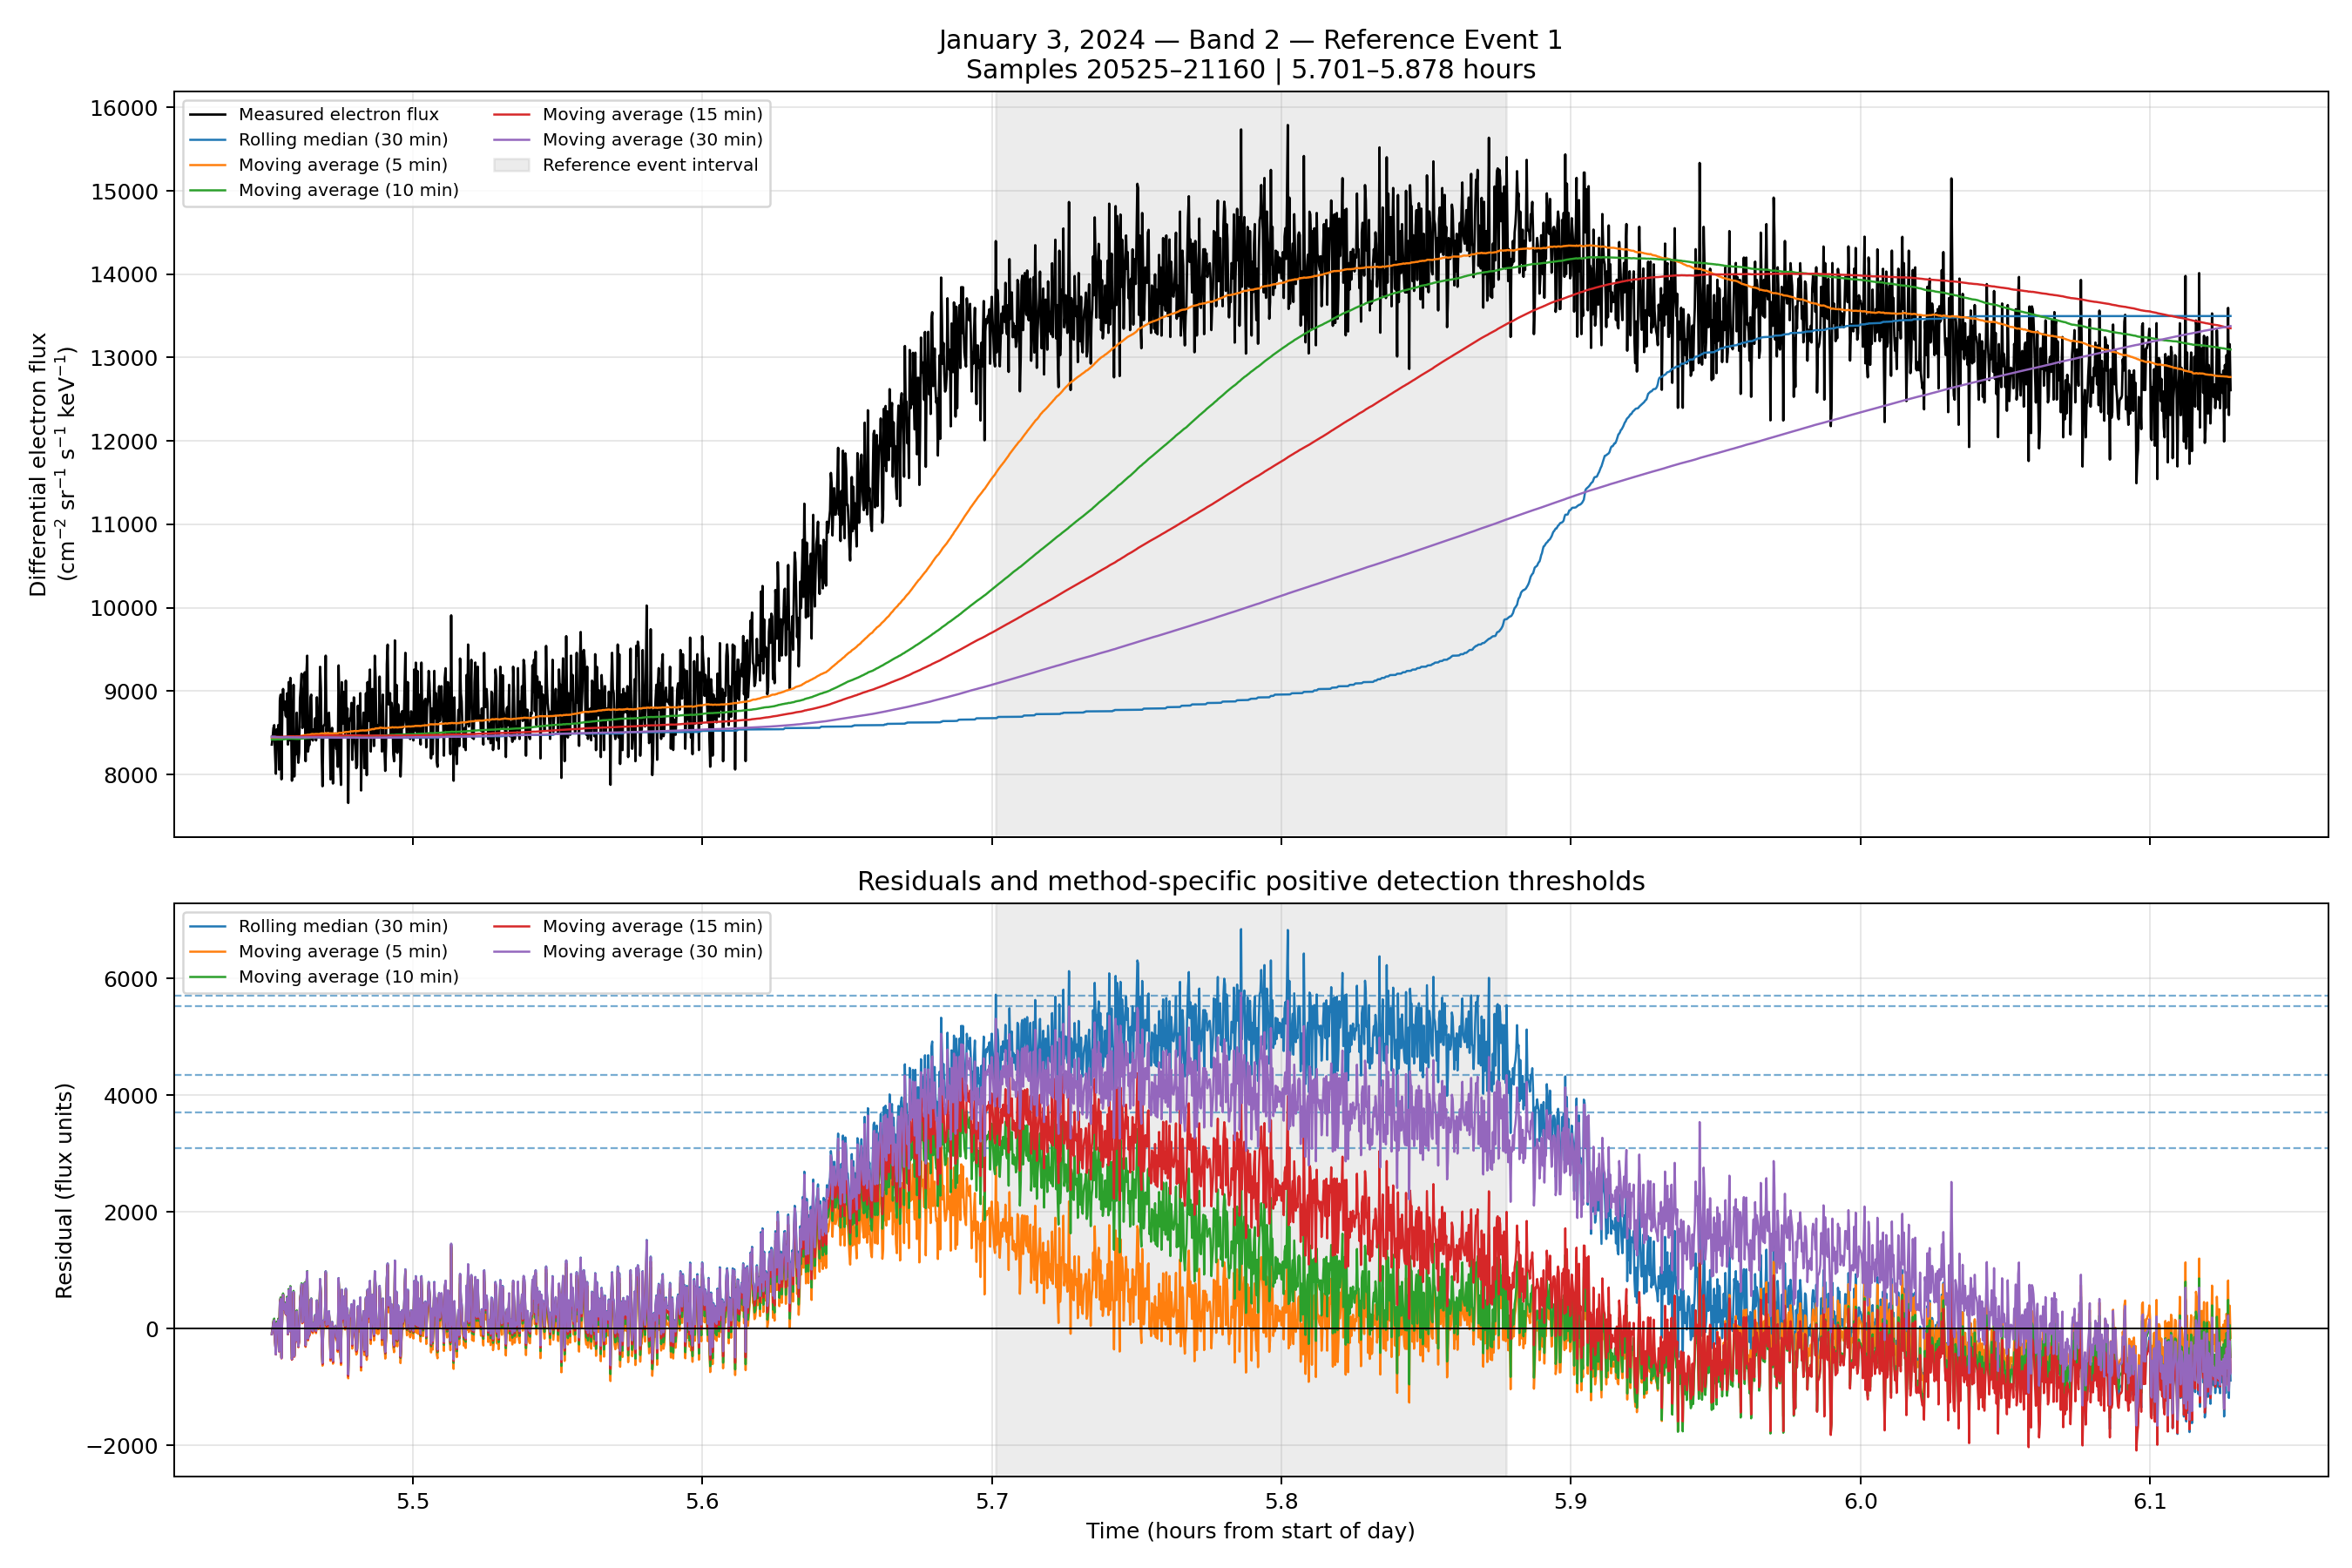 January 3, 2024 — Band 2 — Reference Event 1
Samples 20525–21160 | 5.701–5.878 hours
Measured electron flux
Rolling median (30 min)
Moving average (5 min)
Moving average (10 min)
Moving average (15 min)
Moving average (30 min)
Reference event interval
Differential electron flux
(cm⁻² sr⁻¹ s⁻¹ keV⁻¹)
16000
15000
14000
13000
12000
11000
10000
9000
8000
Residuals and method-specific positive detection thresholds
Rolling median (30 min)
Moving average (5 min)
Moving average (10 min)
Moving average (15 min)
Moving average (30 min)
Residual (flux units)
6000
4000
2000
0
−2000
5.5
5.6
5.7
5.8
5.9
6.0
6.1
Time (hours from start of day)